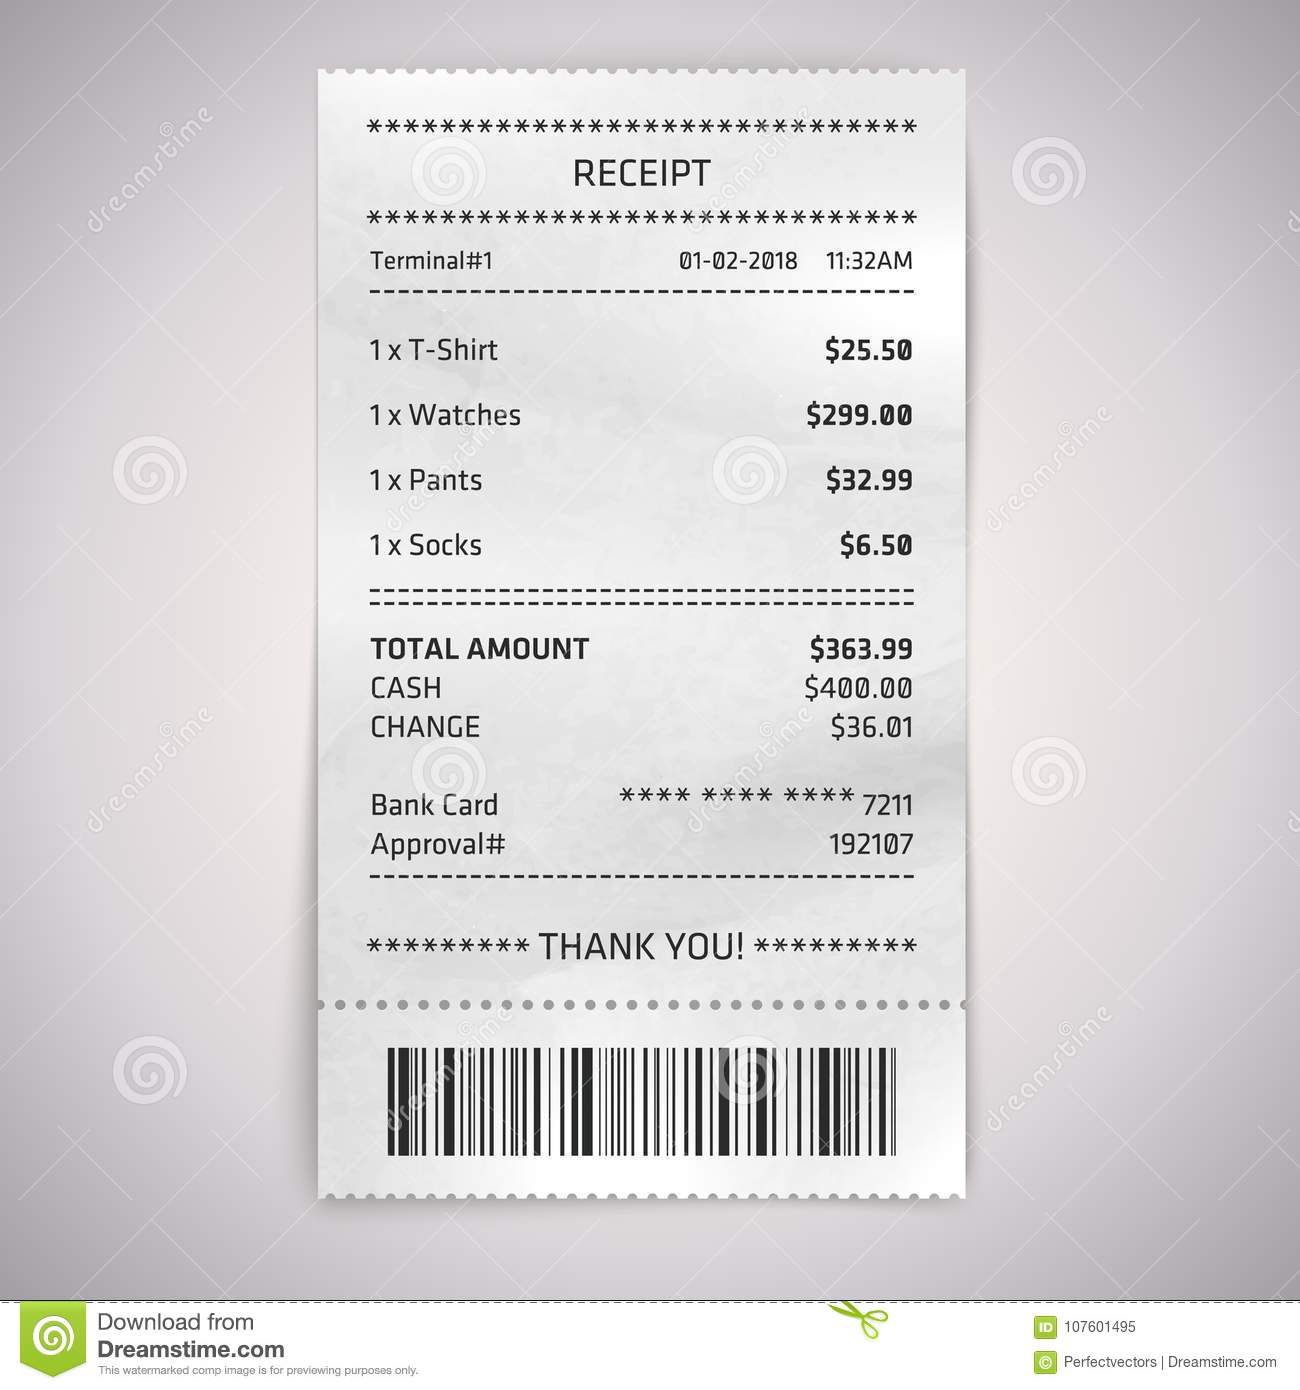 ******************************
RECEIPT
******************************
Terminal#1 01-02-2018 11:32AM
1 x T-Shirt $25.50
1 x Watches $299.00
1 x Pants $32.99
1 x Socks $6.50
TOTAL AMOUNT $363.99
CASH $400.00
CHANGE $36.01
Bank Card **** **** **** 7211
Approval# 192107
********* THANK YOU! *********
Download from
Dreamstime.com
This watermarked comp image is for previewing purposes only.
ID 107601495
© Perfectvectors | Dreamstime.com